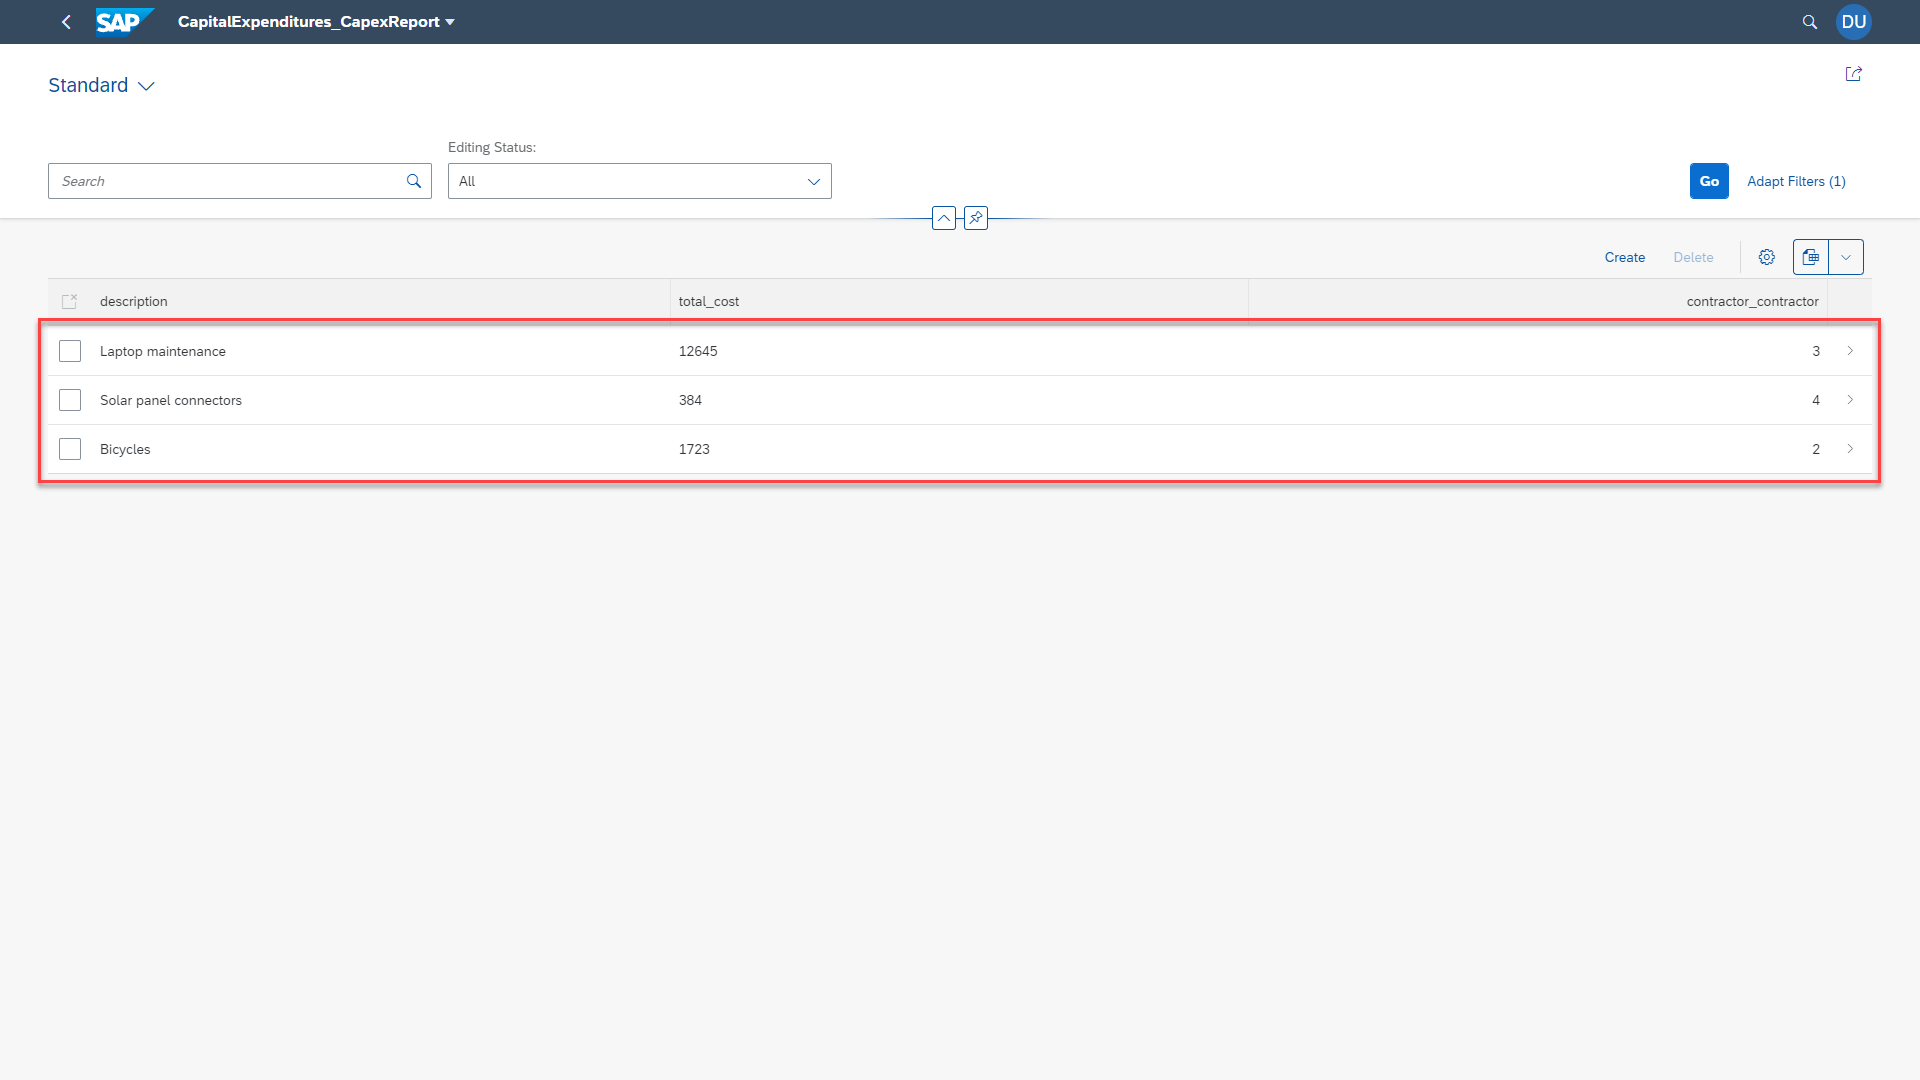 SAP CapitalExpenditures_CapexReport DU
Standard
Editing Status:
Search All Go Adapt Filters (1)
Create Delete
description total_cost contractor_contractor
Laptop maintenance 12645 3
Solar panel connectors 384 4
Bicycles 1723 2